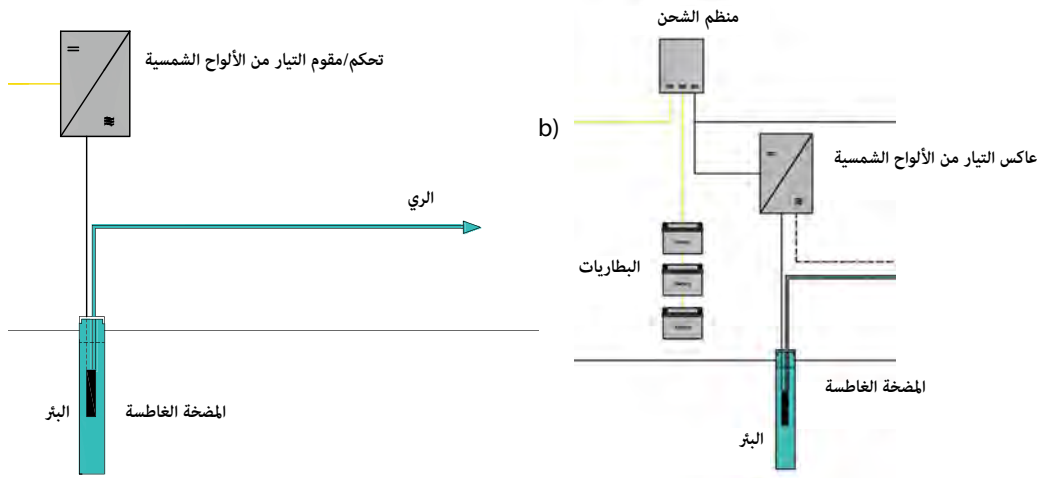 منظم الشحن
تحكم/مقوم التيار من الألواح الشمسية
b)
عاكس التيار من الألواح الشمسية
الري
البطاريات
المضخة الغاطسة
البئر
المضخة الغاطسة
البئر